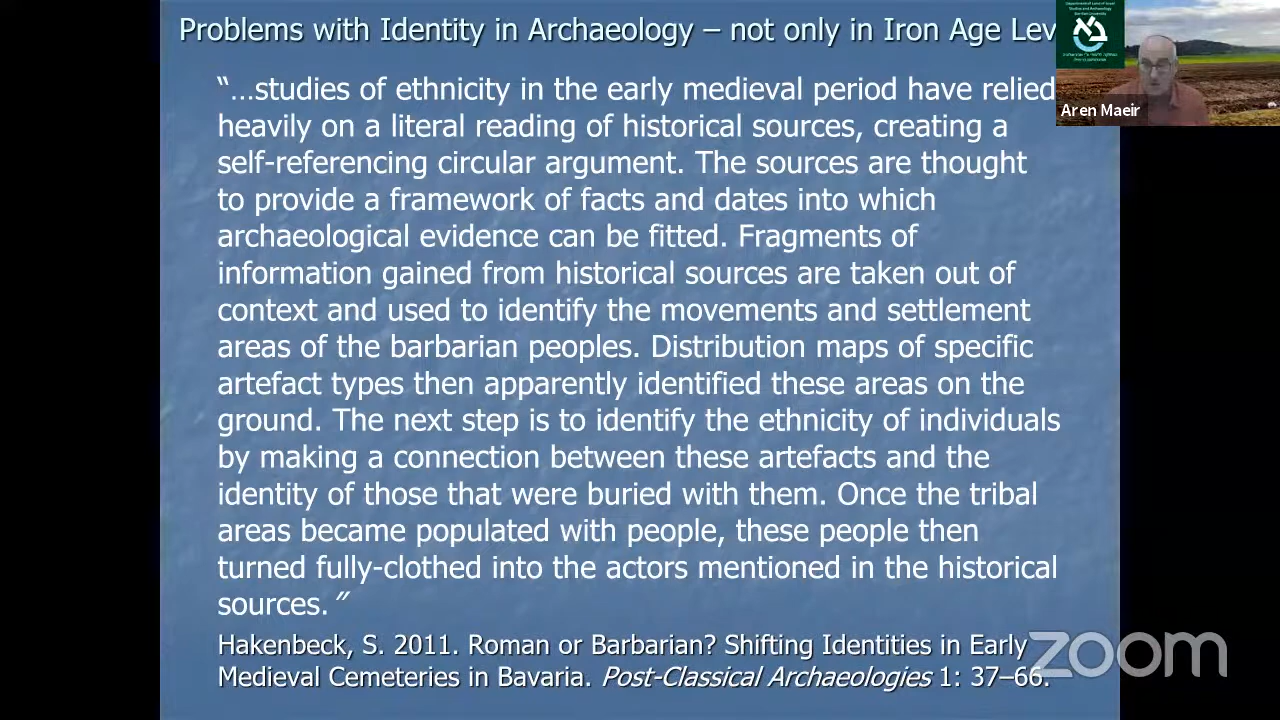 Problems with Identity in Archaeology – not only in Iron Age Lev
“…studies of ethnicity in the early medieval period have relied
heavily on a literal reading of historical sources, creating a
self-referencing circular argument. The sources are thought
to provide a framework of facts and dates into which
archaeological evidence can be fitted. Fragments of
information gained from historical sources are taken out of
context and used to identify the movements and settlement
areas of the barbarian peoples. Distribution maps of specific
artefact types then apparently identified these areas on the
ground. The next step is to identify the ethnicity of individuals
by making a connection between these artefacts and the
identity of those that were buried with them. Once the tribal
areas became populated with people, these people then
turned fully-clothed into the actors mentioned in the historical
sources.”
Hakenbeck, S. 2011. Roman or Barbarian? Shifting Identities in Early
Medieval Cemeteries in Bavaria. Post-Classical Archaeologies 1: 37–66.
Aren Maeir
zoom